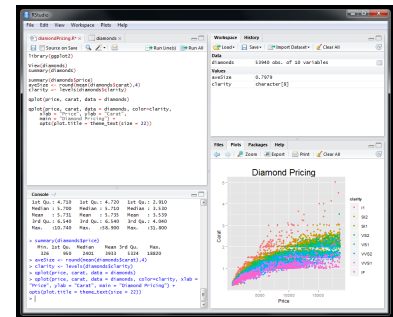 RStudio
File Edit View Workspace Plots Help
diamondPricing.R* diamonds
Source on Save Run Line(s) Run All
library(ggplot2)
View(diamonds)
summary(diamonds)
summary(diamonds$price)
aveSize <- round(mean(diamonds$carat),4)
clarity <- levels(diamonds$clarity)
qplot(price, carat, data = diamonds)
qplot(price, carat, data = diamonds, color=clarity,
xlab = "Price", ylab = "Carat",
main = "Diamond Pricing") +
opts(plot.title = theme_text(size = 22))
Console
1st Qu.: 4.710 1st Qu.: 4.720 1st Qu.: 2.910
Median : 5.700 Median : 5.710 Median : 3.530
Mean : 5.731 Mean : 5.735 Mean : 3.539
3rd Qu.: 6.540 3rd Qu.: 6.540 3rd Qu.: 4.040
Max. :10.740 Max. :58.900 Max. :31.800
> summary(diamonds$price)
Min. 1st Qu. Median Mean 3rd Qu. Max.
326 950 2401 3933 5324 18820
> aveSize <- round(mean(diamonds$carat),4)
> clarity <- levels(diamonds$clarity)
> qplot(price, carat, data = diamonds)
> qplot(price, carat, data = diamonds, color=clarity, xlab =
"Price", ylab = "Carat", main = "Diamond Pricing") +
opts(plot.title = theme_text(size = 22))
>
Workspace History
Load Save Import Dataset Clear All
Data
diamonds 53940 obs. of 10 variables
Values
aveSize 0.7979
clarity character[8]
Files Plots Packages Help
Zoom Export Print Clear All
Diamond Pricing
Carat
5
4
3
2
1
5000 10000 15000
Price
clarity
I1
SI2
SI1
VS2
VS1
VVS2
VVS1
IF